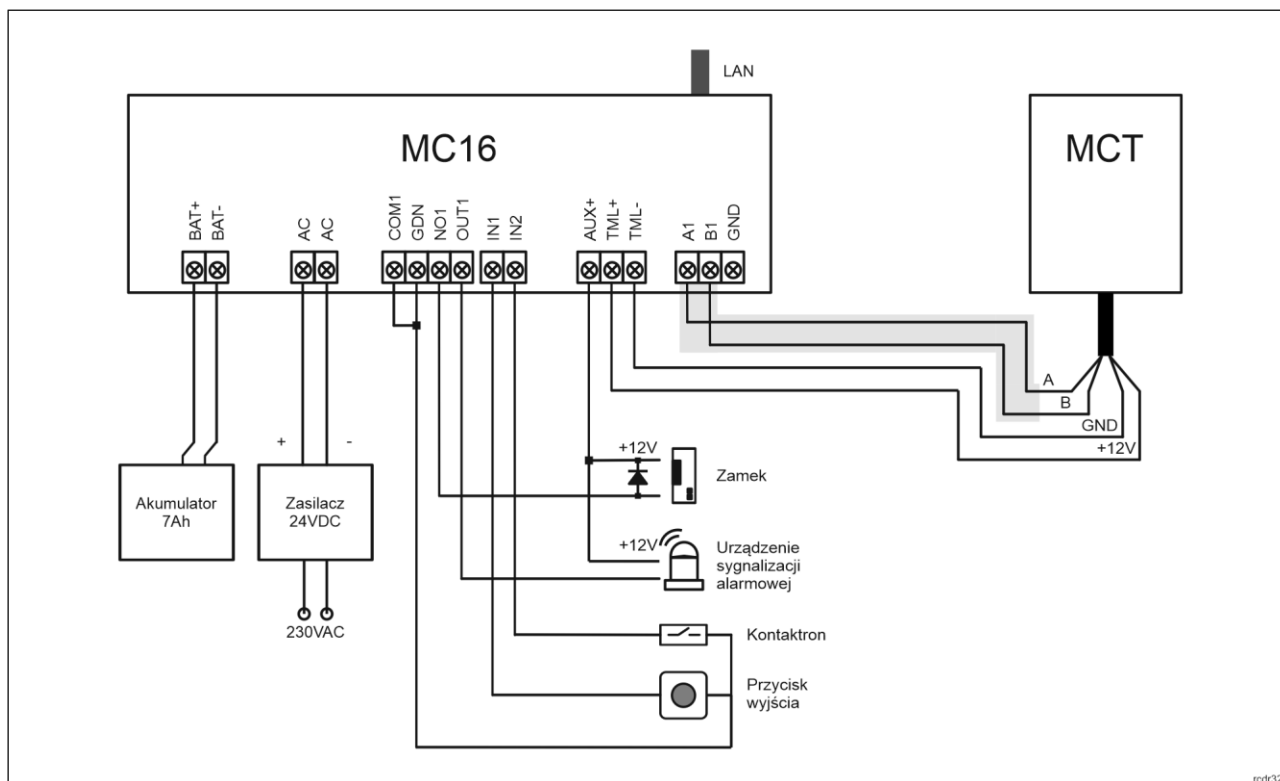 LAN
MC16
MCT
BAT+
BAT-
AC
AC
COM1
GDN
NO1
OUT1
IN1
IN2
AUX+
TML+
TML-
A1
B1
GND
A
B
GND
+12V
+
-
Akumulator
7Ah
Zasilacz
24VDC
230VAC
+12V
Zamek
+12V
Urządzenie
sygnalizacji
alarmowej
Kontaktron
Przycisk
wyjścia
rcdr32